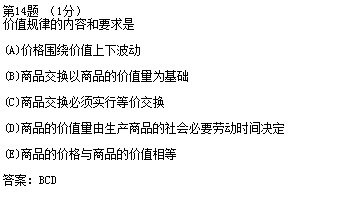 第14题 （1分）
价值规律的内容和要求是
(A)价格围绕价值上下波动
(B)商品交换以商品的价值量为基础
(C)商品交换必须实行等价交换
(D)商品的价值量由生产商品的社会必要劳动时间决定
(E)商品的价格与商品的价值相等
答案：BCD